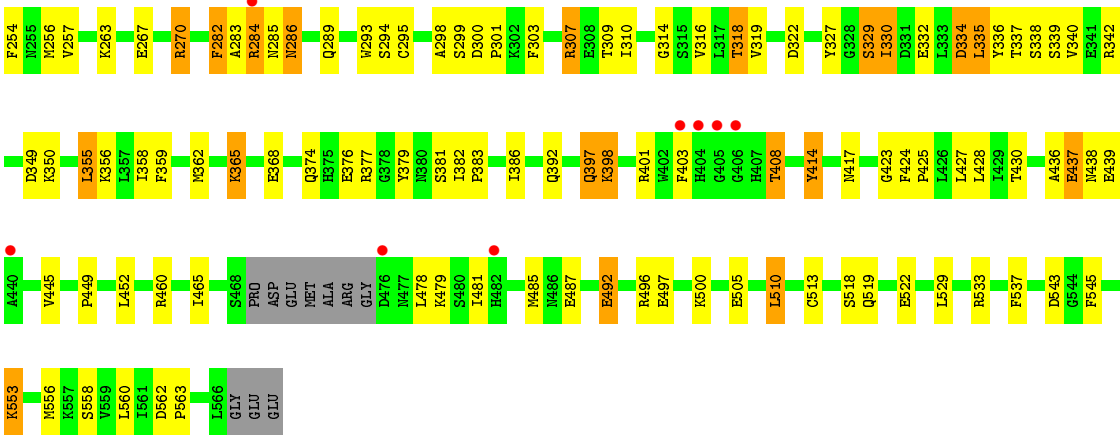 F254 N255 M256 V257 K263 E267 R270 F282 A283 R284 N285 N286 Q289 W293 S294 C295 A298 S299 D300 P301 K302 F303 R307 E308 T309 I310 G314 S315 V316 L317 T318 V319 D322 Y327 G328 S329 I330 D331 E332 L333 D334 L335 Y336 T337 S338 S339 V340 E341 R342
D349 K350 L355 K356 L357 I358 F359 M362 K365 E368 Q374 H375 E376 R377 G378 Y379 N380 S381 I382 P383 I386 Q392 Q397 K398 R401 W402 F403 H404 G405 G406 H407 T408 Y414 N417 G423 F424 P425 L426 L427 L428 I429 T430 A436 E437 N438 E439
A440 V445 P449 L452 R460 I465 S468 PRO ASP GLU MET ALA ARG GLY D476 N477 L478 K479 S480 I481 H482 M485 N486 E487 E492 R496 E497 K500 E505 L510 C513 S518 Q519 E522 L529 R533 F537 D543 G544 F545
K553 M556 K557 S558 V559 L560 I561 D562 P563 L566 GLY GLU GLU